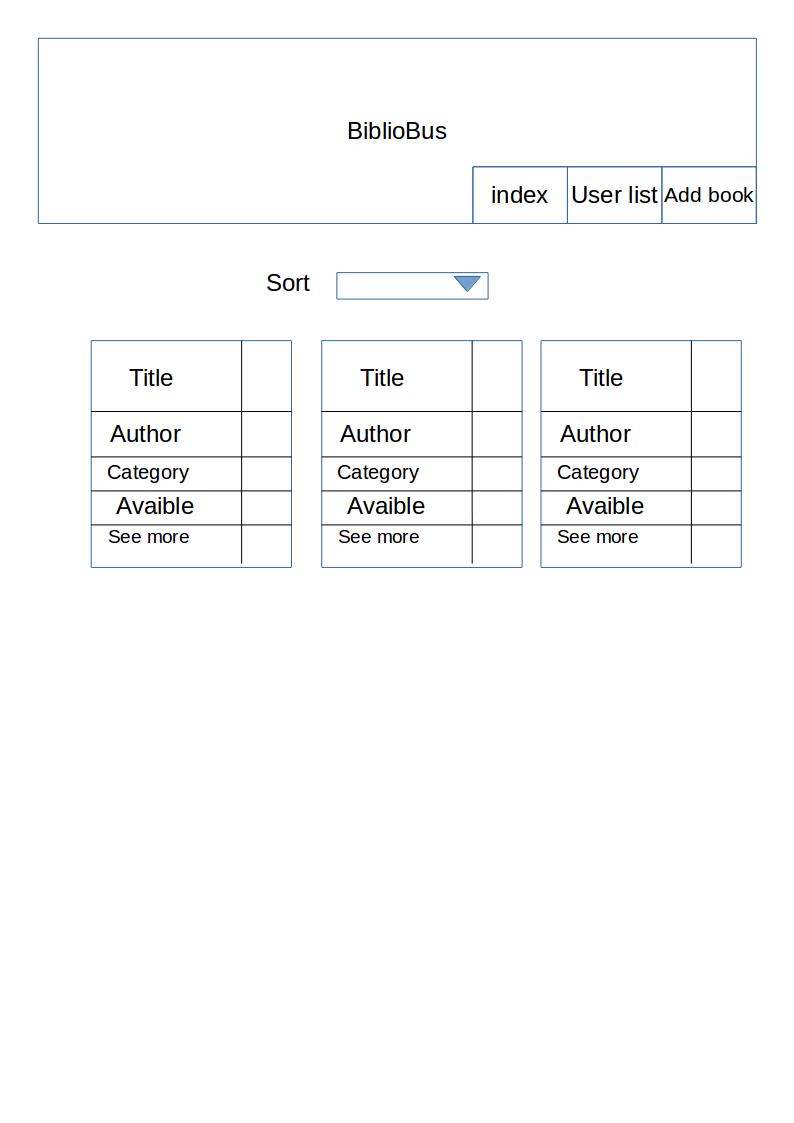 BiblioBus
index User list Add book
Sort
Title Title Title
Author Author Author
Category Category Category
Avaible Avaible Avaible
See more See more See more